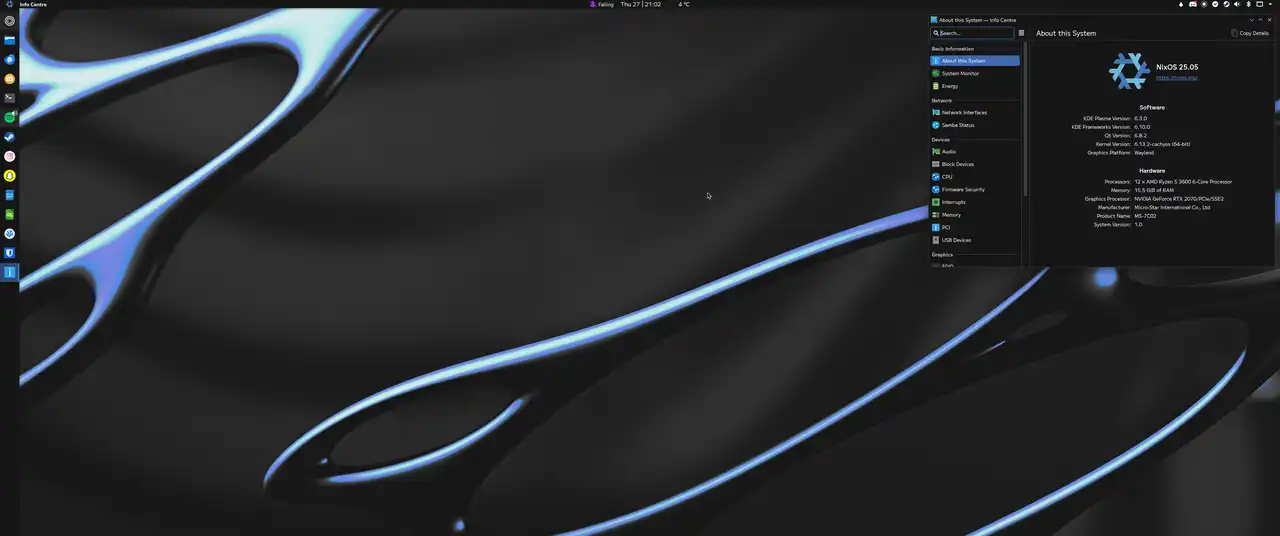 Info Centre
Falling
Thu 27 | 21:02
4 °C
About this System — Info Centre
Search...
About this System
Copy Details
Basic Information
About this System
System Monitor
Energy
Network
Network Interfaces
Samba Status
Devices
Audio
Block Devices
CPU
Firmware Security
Interrupts
Memory
PCI
USB Devices
Graphics
NixOS 25.05
https://nixos.org/
Software
KDE Plasma Version: 6.3.0
KDE Frameworks Version: 6.10.0
Qt Version: 6.8.2
Kernel Version: 6.13.2-cachyos (64-bit)
Graphics Platform: Wayland
Hardware
Processors: 12 × AMD Ryzen 5 3600 6-Core Processor
Memory: 15.5 GiB of RAM
Graphics Processor: NVIDIA GeForce RTX 2070/PCIe/SSE2
Manufacturer: Micro-Star International Co., Ltd
Product Name: MS-7C02
System Version: 1.0